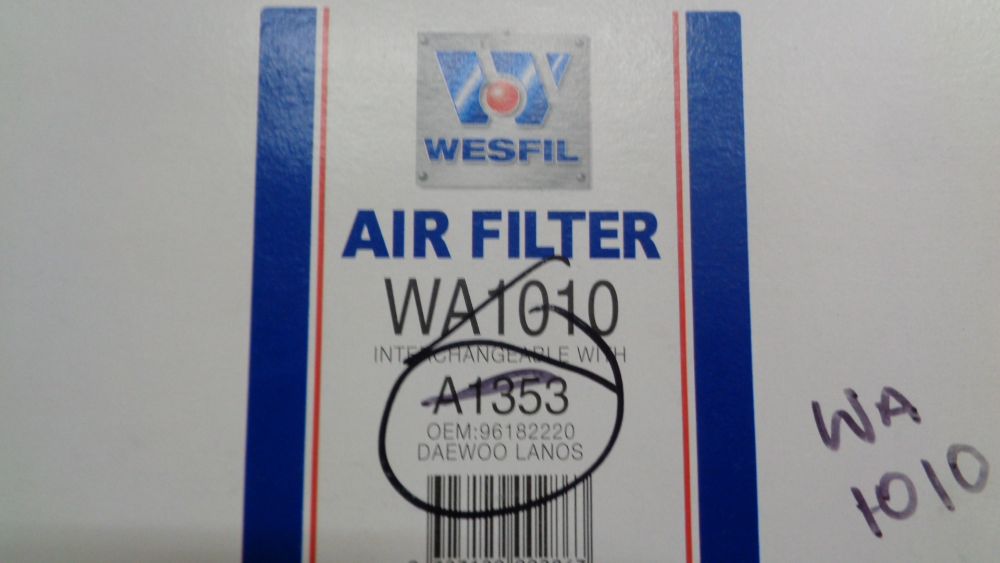 WESFIL
AIR FILTER
WA1010
INTERCHANGEABLE WITH
A1353
OEM:96182220
DAEWOO LANOS
WA
1010